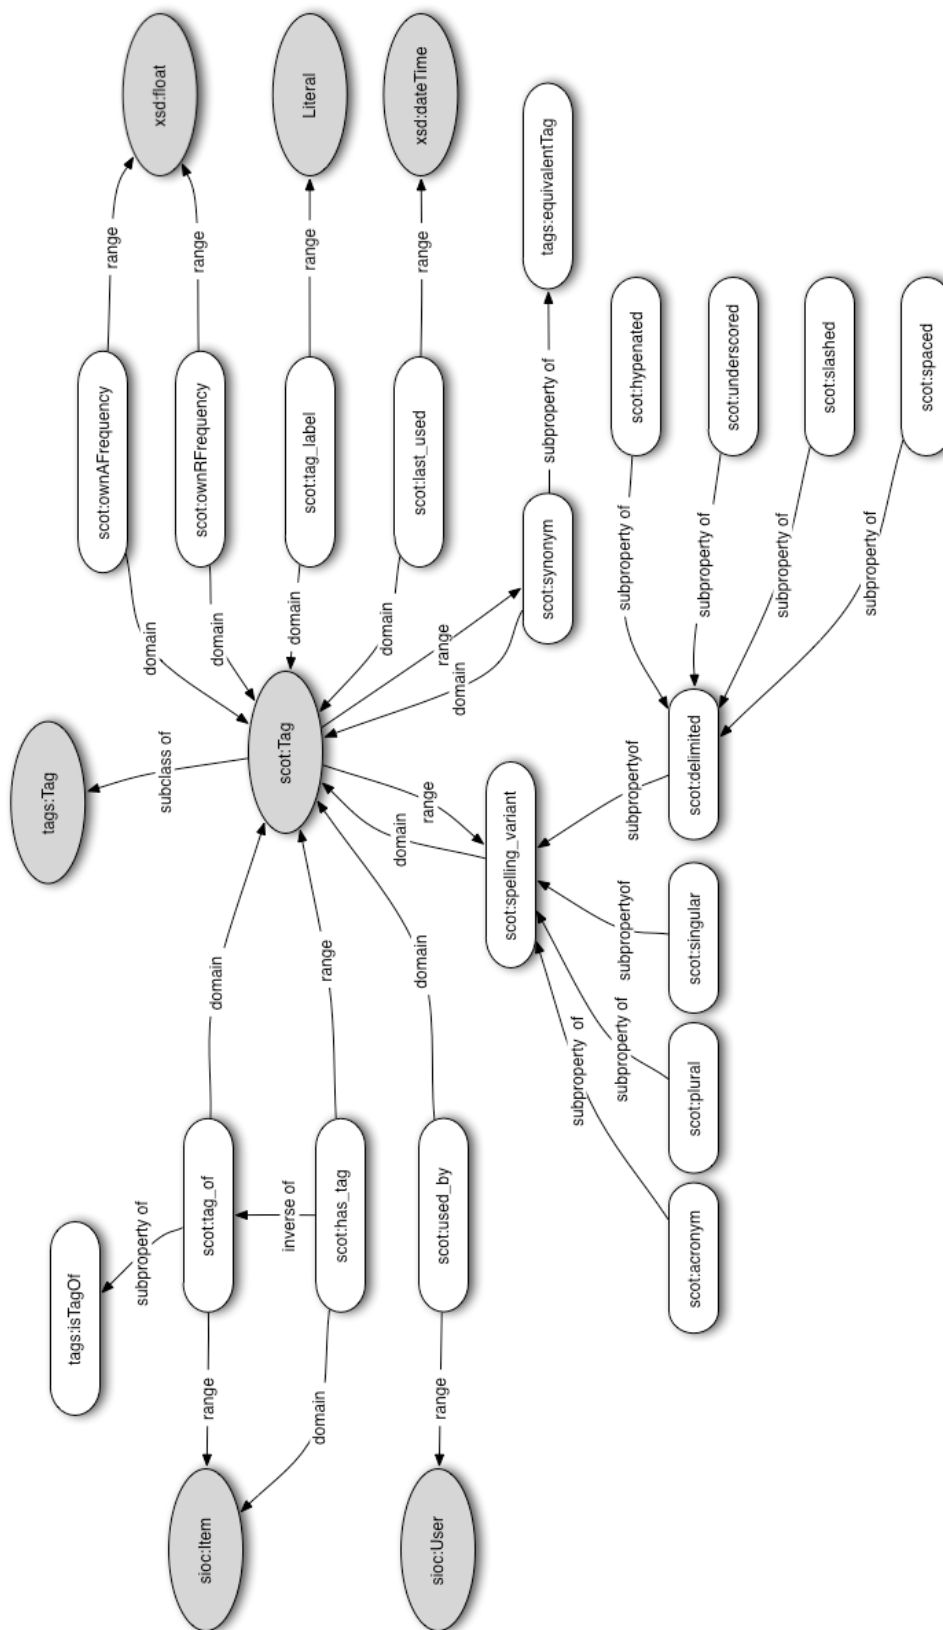 tags:isTagOf
tags:Tag
subproperty of
subclass of
sioc:Item
range
scot:tag_of
domain
domain
scot:ownAFrequency
range
xsd:float
inverse of
domain
scot:ownRFrequency
range
domain
scot:has_tag
range
scot:Tag
domain
scot:tag_label
range
Literal
sioc:User
range
scot:used_by
domain
domain
scot:last_used
range
xsd:dateTime
domain
range
domain
range
scot:spelling_variant
scot:synonym
subproperty of
tags:equivalentTag
subproperty of
subproperty of
subpropertyof
subpropertyof
subproperty of
scot:hypenated
scot:acronym
scot:plural
scot:singular
scot:delimited
subproperty of
scot:underscored
subproperty of
scot:slashed
subproperty of
scot:spaced